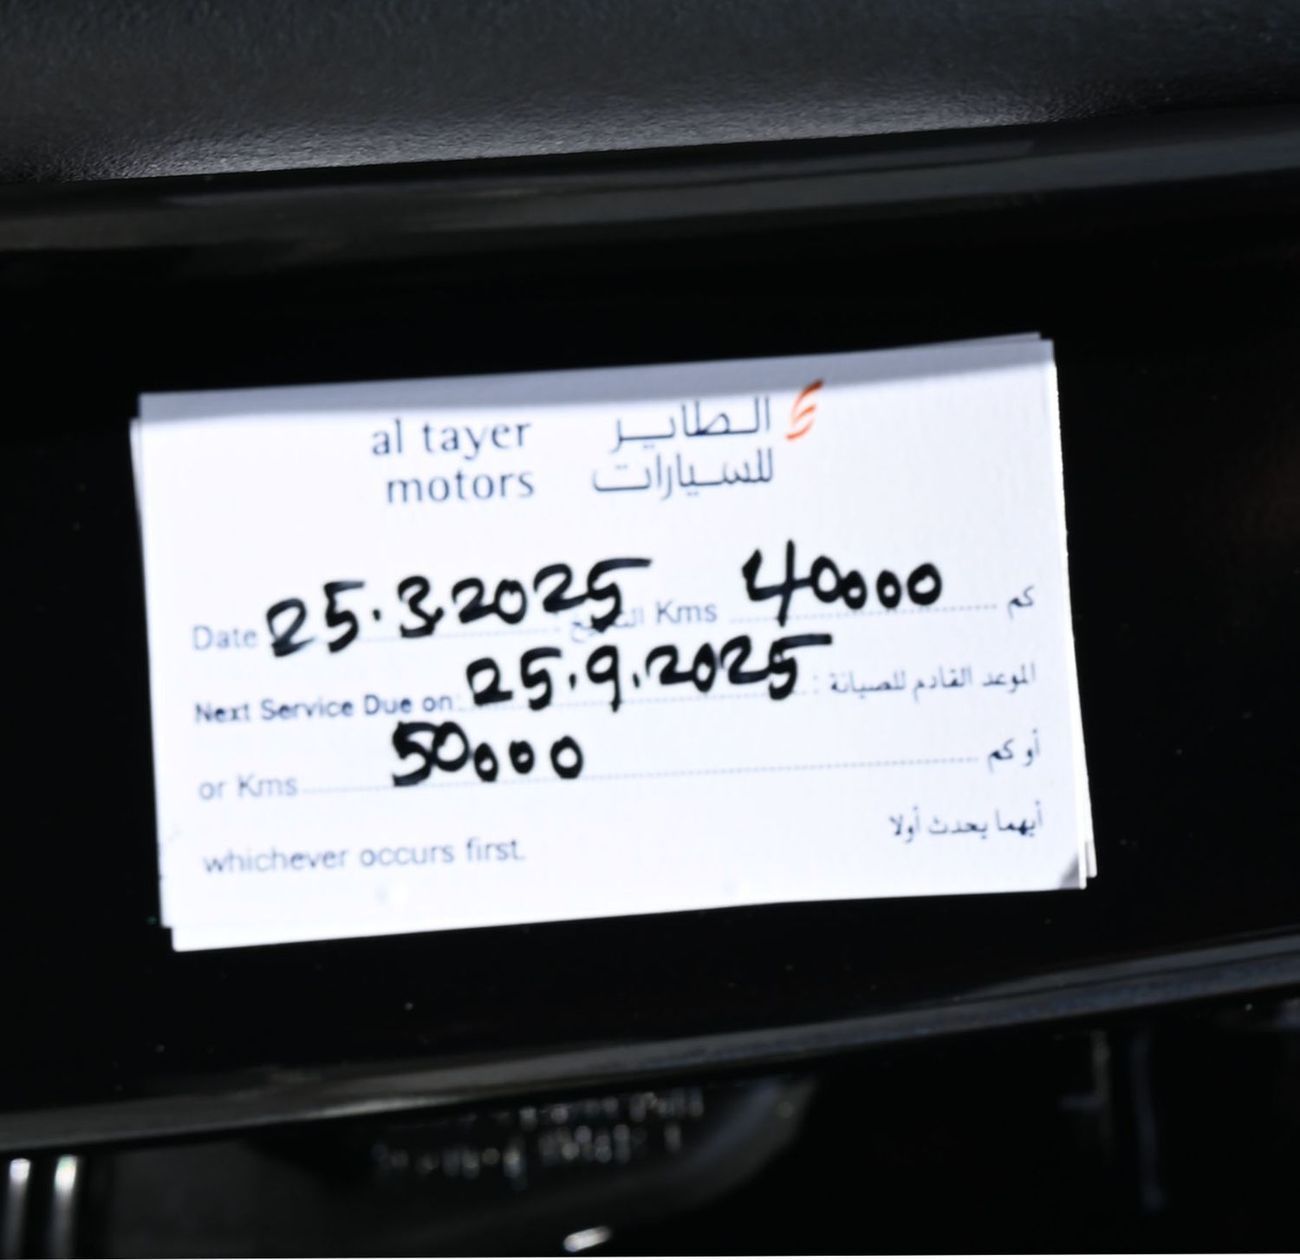 al tayer الطاير
motors للسيارات
Date 25.3.2025 التاريخ Kms 40000 كم
Next Service Due on: 25.9.2025 : الموعد القادم للصيانة
or Kms 50000 أو كم
whichever occurs first. أيهما يحدث أولا